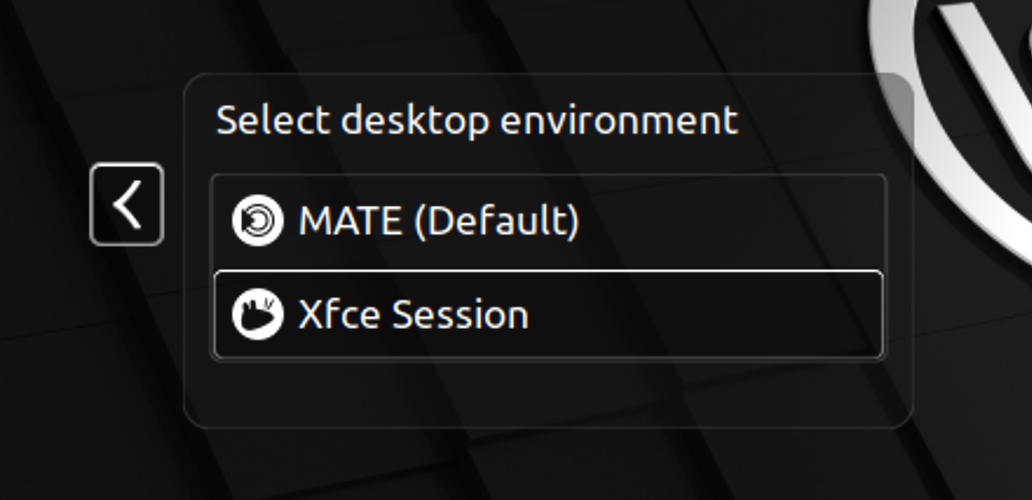 Select desktop environment
MATE (Default)
Xfce Session